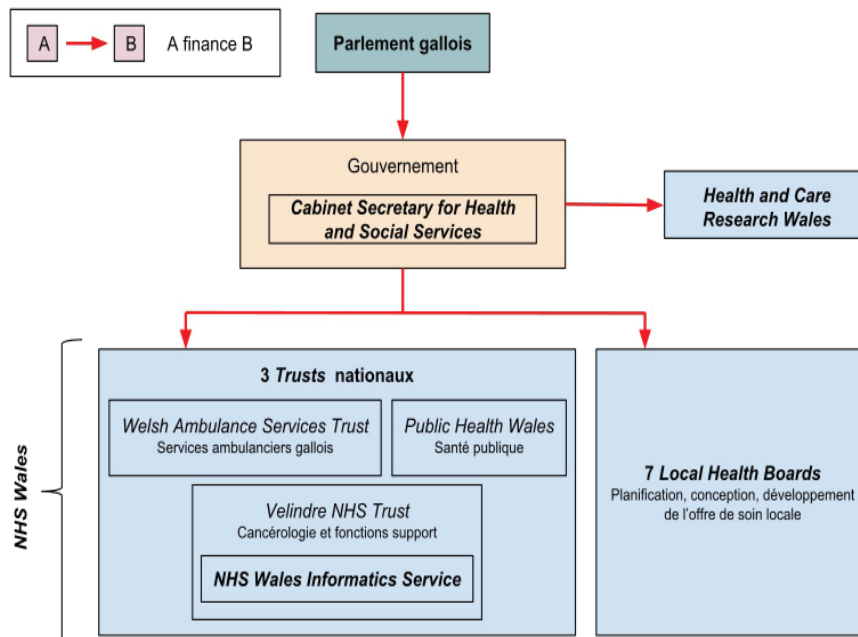 A B A finance B
Parlement gallois
Gouvernement
Cabinet Secretary for Health
and Social Services
Health and Care
Research Wales
NHS Wales
3 Trusts nationaux
Welsh Ambulance Services Trust
Services ambulanciers gallois
Public Health Wales
Santé publique
Velindre NHS Trust
Cancérologie et fonctions support
NHS Wales Informatics Service
7 Local Health Boards
Planification, conception, développement
de l'offre de soin locale